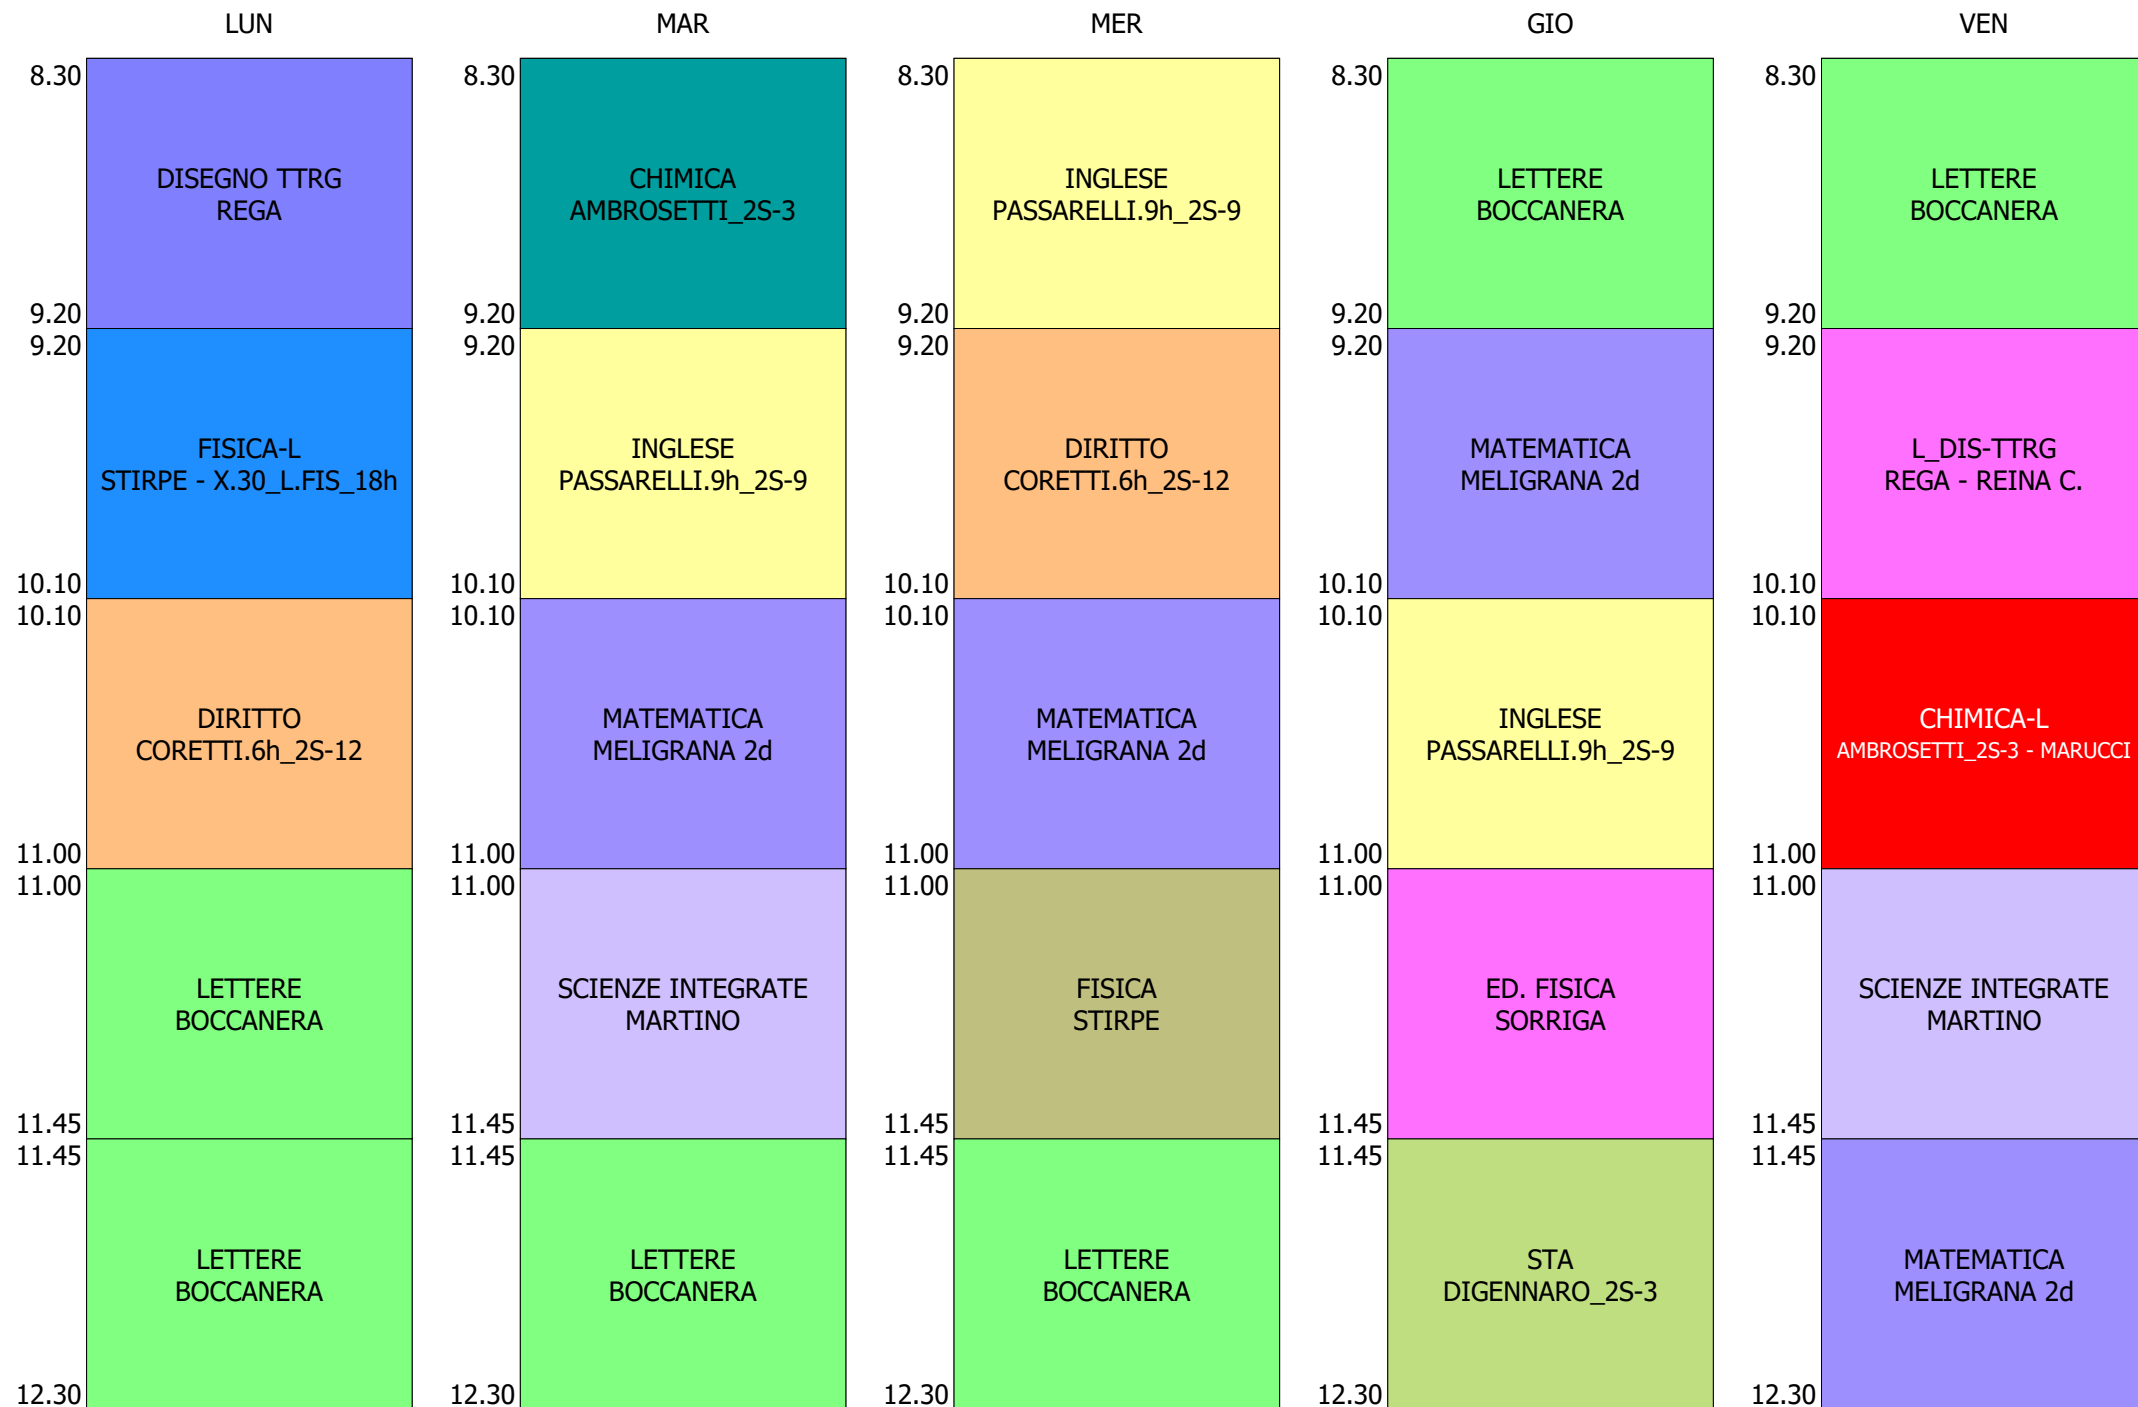 LUN MAR MER GIO VEN
8.30 8.30 8.30 8.30 8.30
DISEGNO TTRG CHIMICA INGLESE LETTERE LETTERE
REGA AMBROSETTI_2S-3 PASSARELLI.9h_2S-9 BOCCANERA BOCCANERA
9.20 9.20 9.20 9.20 9.20
9.20 9.20 9.20 9.20 9.20
FISICA-L INGLESE DIRITTO MATEMATICA L_DIS-TTRG
STIRPE - X.30_L.FIS_18h PASSARELLI.9h_2S-9 CORETTI.6h_2S-12 MELIGRANA 2d REGA - REINA C.
10.10 10.10 10.10 10.10 10.10
10.10 10.10 10.10 10.10 10.10
DIRITTO MATEMATICA MATEMATICA INGLESE CHIMICA-L
CORETTI.6h_2S-12 MELIGRANA 2d MELIGRANA 2d PASSARELLI.9h_2S-9 AMBROSETTI_2S-3 - MARUCCI
11.00 11.00 11.00 11.00 11.00
11.00 11.00 11.00 11.00 11.00
LETTERE SCIENZE INTEGRATE FISICA ED. FISICA SCIENZE INTEGRATE
BOCCANERA MARTINO STIRPE SORRIGA MARTINO
11.45 11.45 11.45 11.45 11.45
11.45 11.45 11.45 11.45 11.45
LETTERE LETTERE LETTERE STA MATEMATICA
BOCCANERA BOCCANERA BOCCANERA DIGENNARO_2S-3 MELIGRANA 2d
12.30 12.30 12.30 12.30 12.30